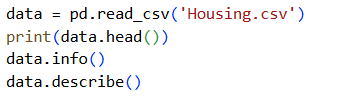 data = pd.read_csv('Housing.csv')
print(data.head())
data.info()
data.describe()